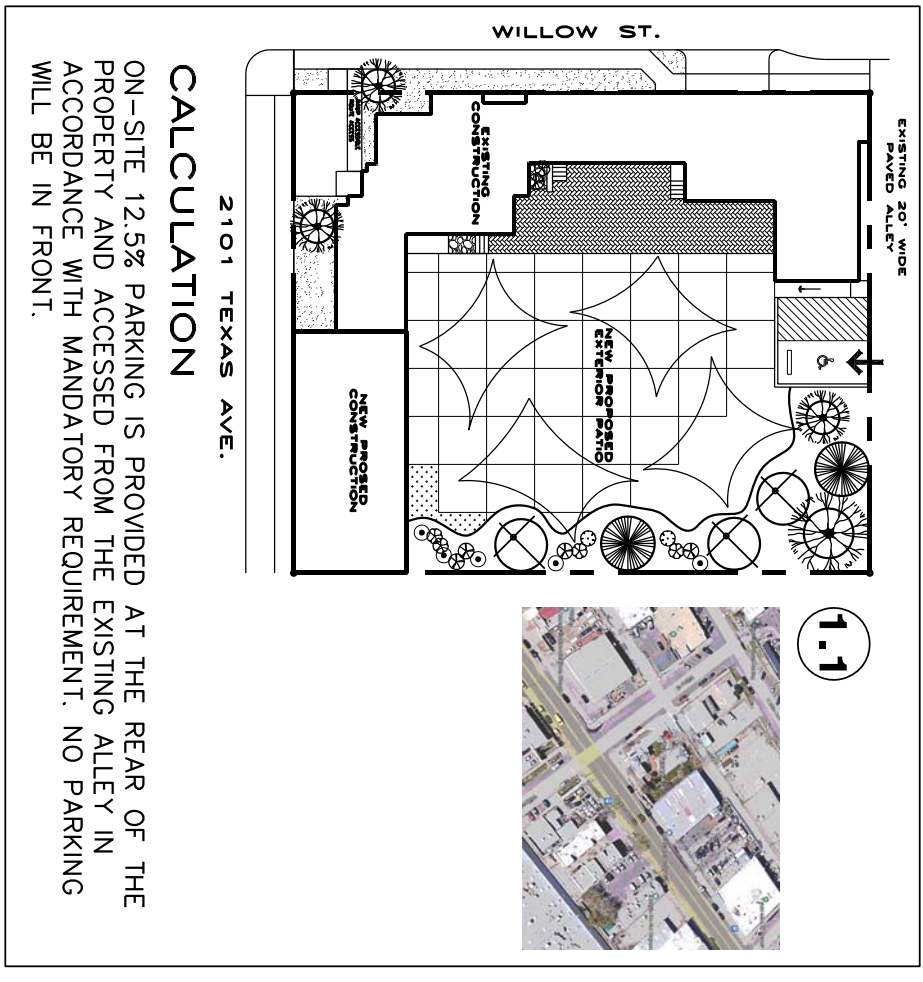 WILLOW ST.
EXISTING 20' WIDE
PAVED ALLEY
EXISTING
CONSTRUCTION
NEW PROPOSED
EXTERIOR PATIO
NEW PROSED
CONSTRUCTION
1.1
2101 TEXAS AVE.
CALCULATION
ON-SITE 12.5% PARKING IS PROVIDED AT THE REAR OF THE
PROPERTY AND ACCESSED FROM THE EXISTING ALLEY IN
ACCORDANCE WITH MANDATORY REQUIREMENT. NO PARKING
WILL BE IN FRONT.